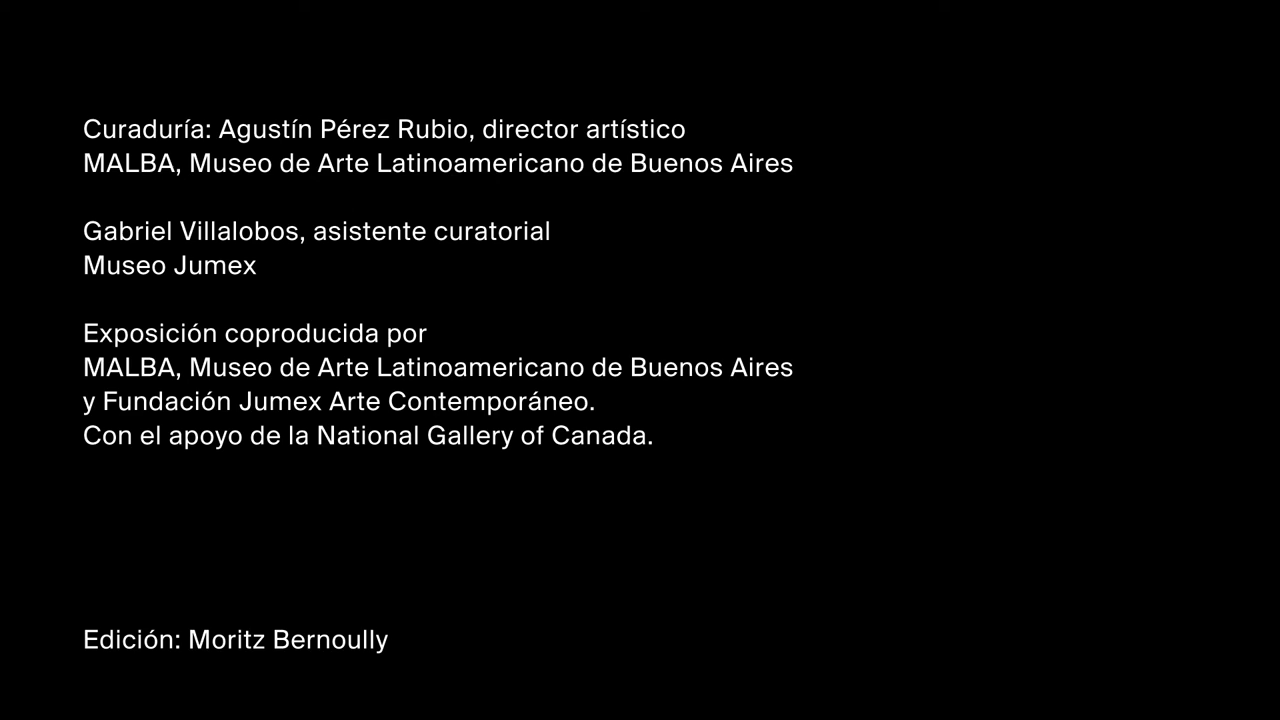 Curaduría: Agustín Pérez Rubio, director artístico
MALBA, Museo de Arte Latinoamericano de Buenos Aires
Gabriel Villalobos, asistente curatorial
Museo Jumex
Exposición coproducida por
MALBA, Museo de Arte Latinoamericano de Buenos Aires
y Fundación Jumex Arte Contemporáneo.
Con el apoyo de la National Gallery of Canada.
Edición: Moritz Bernoully